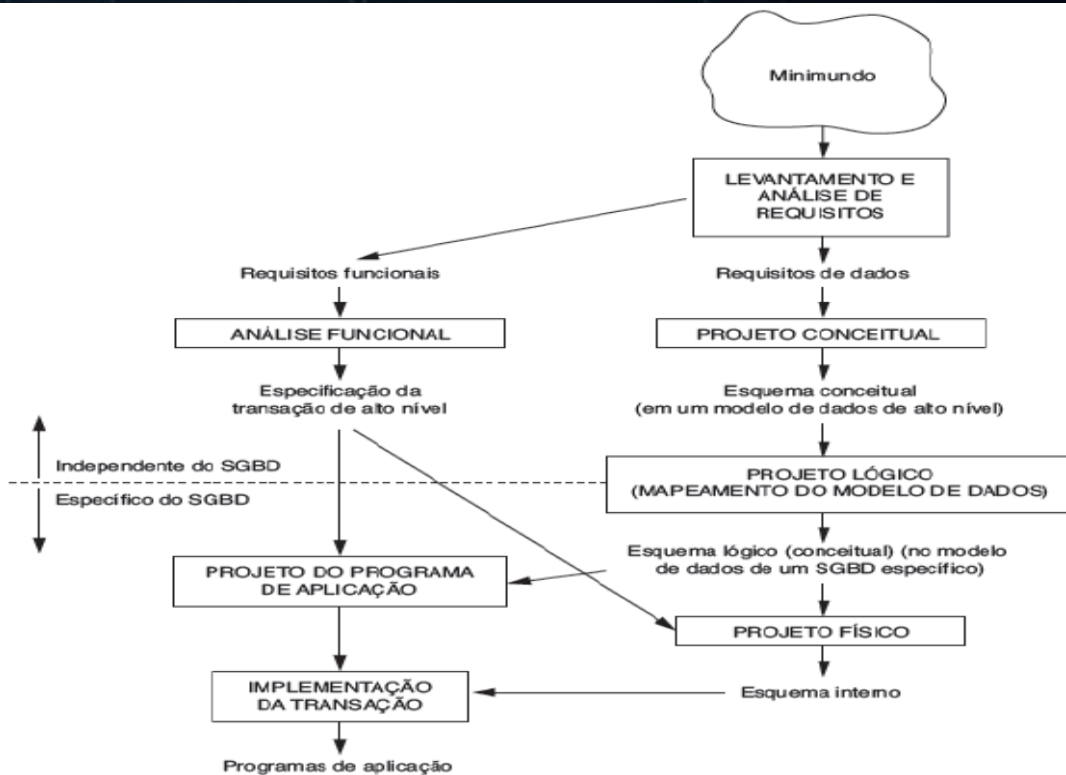 Minimundo
LEVANTAMENTO E
ANÁLISE DE
REQUISITOS
Requisitos funcionais
Requisitos de dados
ANÁLISE FUNCIONAL
PROJETO CONCEITUAL
Especificação da
transação de alto nível
Esquema conceitual
(em um modelo de dados de alto nível)
Independente do SGBD
Específico do SGBD
PROJETO LÓGICO
(MAPEAMENTO DO MODELO DE DADOS)
Esquema lógico (conceitual) (no modelo
de dados de um SGBD específico)
PROJETO DO PROGRAMA
DE APLICAÇÃO
PROJETO FÍSICO
IMPLEMENTAÇÃO
DA TRANSAÇÃO
Esquema interno
Programas de aplicação